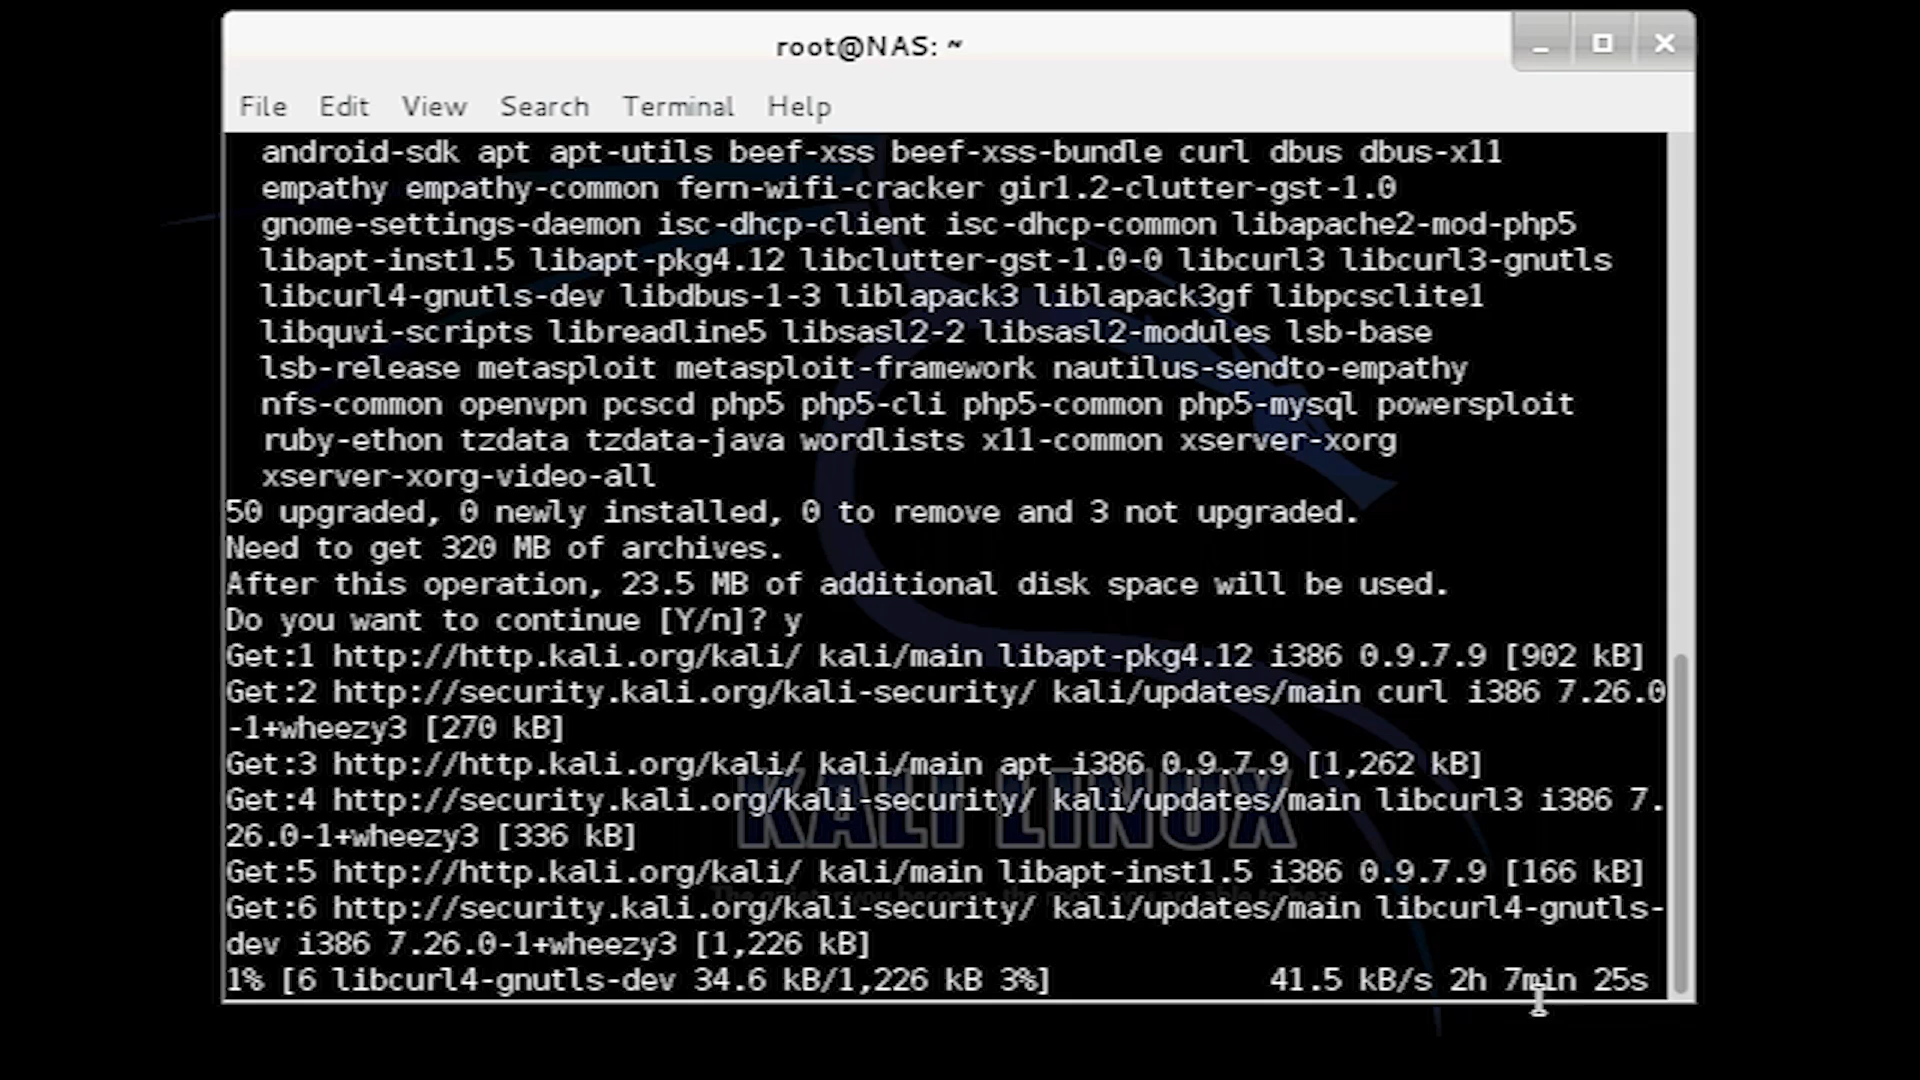 root@NAS: ~
File Edit View Search Terminal Help
android-sdk apt apt-utils beef-xss beef-xss-bundle curl dbus dbus-x11
empathy empathy-common fern-wifi-cracker gir1.2-clutter-gst-1.0
gnome-settings-daemon isc-dhcp-client isc-dhcp-common libapache2-mod-php5
libapt-inst1.5 libapt-pkg4.12 libclutter-gst-1.0-0 libcurl3 libcurl3-gnutls
libcurl4-gnutls-dev libdbus-1-3 liblapack3 liblapack3gf libpcsclite1
libquvi-scripts libreadline5 libsasl2-2 libsasl2-modules lsb-base
lsb-release metasploit metasploit-framework nautilus-sendto-empathy
nfs-common openvpn pcscd php5 php5-cli php5-common php5-mysql powersploit
ruby-ethon tzdata tzdata-java wordlists x11-common xserver-xorg
xserver-xorg-video-all
50 upgraded, 0 newly installed, 0 to remove and 3 not upgraded.
Need to get 320 MB of archives.
After this operation, 23.5 MB of additional disk space will be used.
Do you want to continue [Y/n]? y
Get:1 http://http.kali.org/kali/ kali/main libapt-pkg4.12 i386 0.9.7.9 [902 kB]
Get:2 http://security.kali.org/kali-security/ kali/updates/main curl i386 7.26.0
-1+wheezy3 [270 kB]
Get:3 http://http.kali.org/kali/ kali/main apt i386 0.9.7.9 [1,262 kB]
Get:4 http://security.kali.org/kali-security/ kali/updates/main libcurl3 i386 7.
26.0-1+wheezy3 [336 kB]
KALI LINUX
Get:5 http://http.kali.org/kali/ kali/main libapt-inst1.5 i386 0.9.7.9 [166 kB]
Get:6 http://security.kali.org/kali-security/ kali/updates/main libcurl4-gnutls-
dev i386 7.26.0-1+wheezy3 [1,226 kB]
1% [6 libcurl4-gnutls-dev 34.6 kB/1,226 kB 3%] 41.5 kB/s 2h 7min 25s